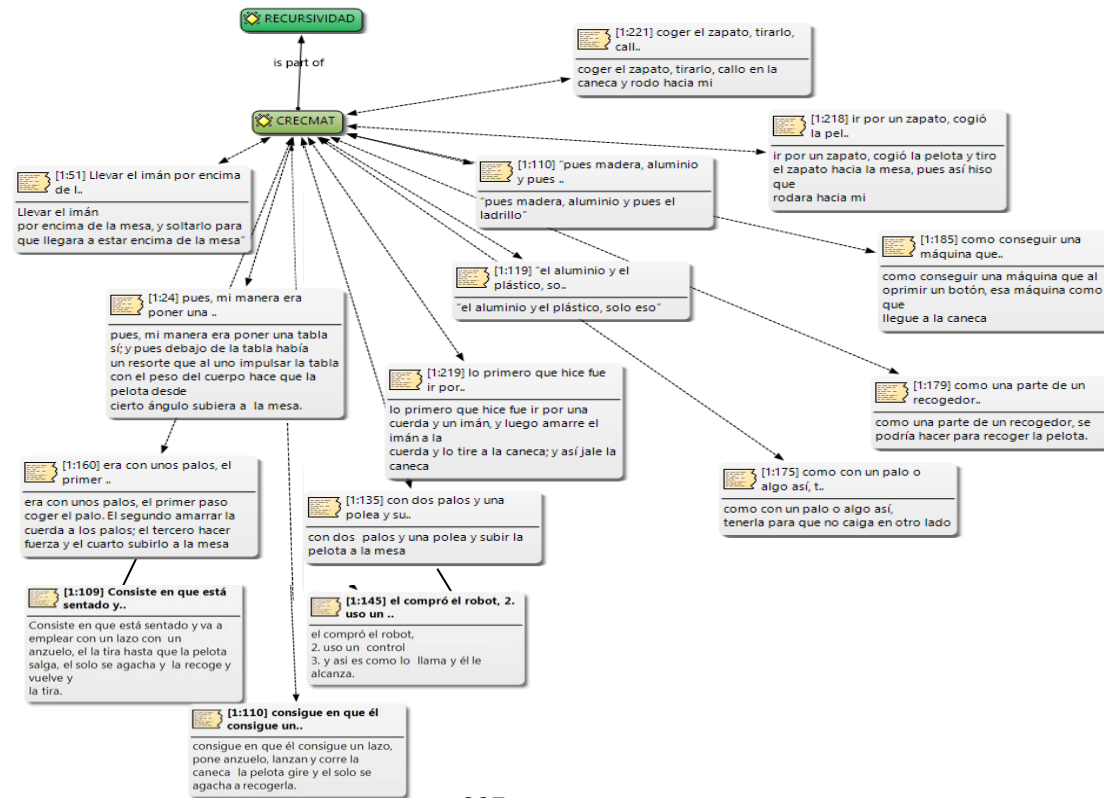 RECURSIVIDAD
is part of
CRECMAT
[1:221] coger el zapato, tirarlo,
call..
coger el zapato, tirarlo, callo en la
caneca y rodo hacia mi
[1:218] ir por un zapato, cogió
la pel..
ir por un zapato, cogió la pelota y tiro
el zapato hacia la mesa, pues así hiso
que
rodara hacia mi
[1:51] Llevar el imán por encima
de l..
Llevar el imán
por encima de la mesa, y soltarlo para
que llegara a estar encima de la mesa"
[1:110] "pues madera, aluminio
y pues ..
"pues madera, aluminio y pues el
ladrillo"
[1:185] como conseguir una
máquina que..
como conseguir una máquina que al
oprimir un botón, esa máquina como
que
llegue a la caneca
[1:119] "el aluminio y el
plástico, so..
"el aluminio y el plástico, solo eso"
[1:24] pues, mi manera era
poner una ..
pues, mi manera era poner una tabla
sí; y pues debajo de la tabla había
un resorte que al uno impulsar la tabla
con el peso del cuerpo hace que la
pelota desde
cierto ángulo subiera a la mesa.
[1:219] lo primero que hice fue
ir por..
lo primero que hice fue ir por una
cuerda y un imán, y luego amarre el
imán a la
cuerda y lo tire a la caneca; y así jale la
caneca
[1:179] como una parte de un
recogedor..
como una parte de un recogedor, se
podría hacer para recoger la pelota.
[1:160] era con unos palos, el
primer ..
era con unos palos, el primer paso
coger el palo. El segundo amarrar la
cuerda a los palos; el tercero hacer
fuerza y el cuarto subirlo a la mesa
[1:175] como con un palo o
algo así, t..
como con un palo o algo así,
tenerla para que no caiga en otro lado
[1:135] con dos palos y una
polea y su..
con dos palos y una polea y subir la
pelota a la mesa
[1:109] Consiste en que está
sentado y..
Consiste en que está sentado y va a
emplear con un lazo con un
anzuelo, el la tira hasta que la pelota
salga, el solo se agacha y la recoge y
vuelve y
la tira.
[1:145] el compró el robot, 2.
uso un ..
el compró el robot,
2. uso un control
3. y asi es como lo llama y él le
alcanza.
[1:110] consigue en que él
consigue un..
consigue en que él consigue un lazo,
pone anzuelo, lanzan y corre la
caneca la pelota gire y el solo se
agacha a recogerla.